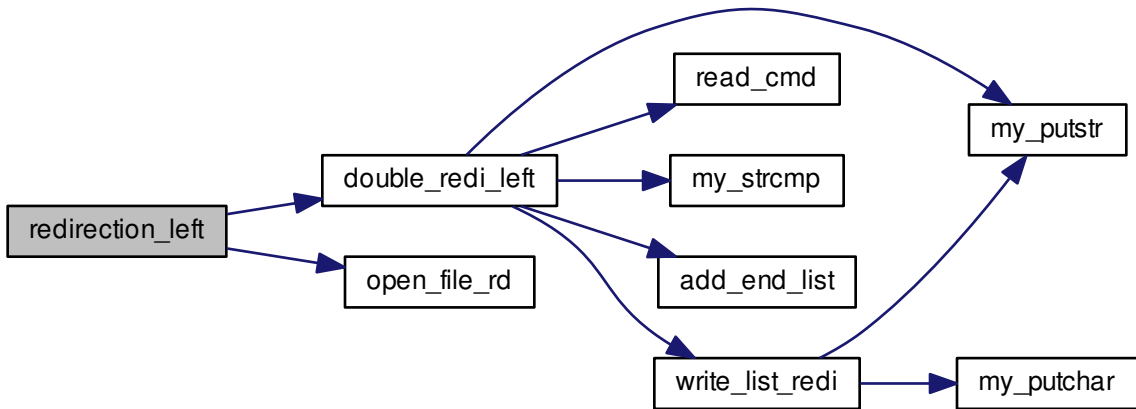 read_cmd
my_putstr
double_redi_left
my_strcmp
redirection_left
open_file_rd
add_end_list
write_list_redi
my_putchar